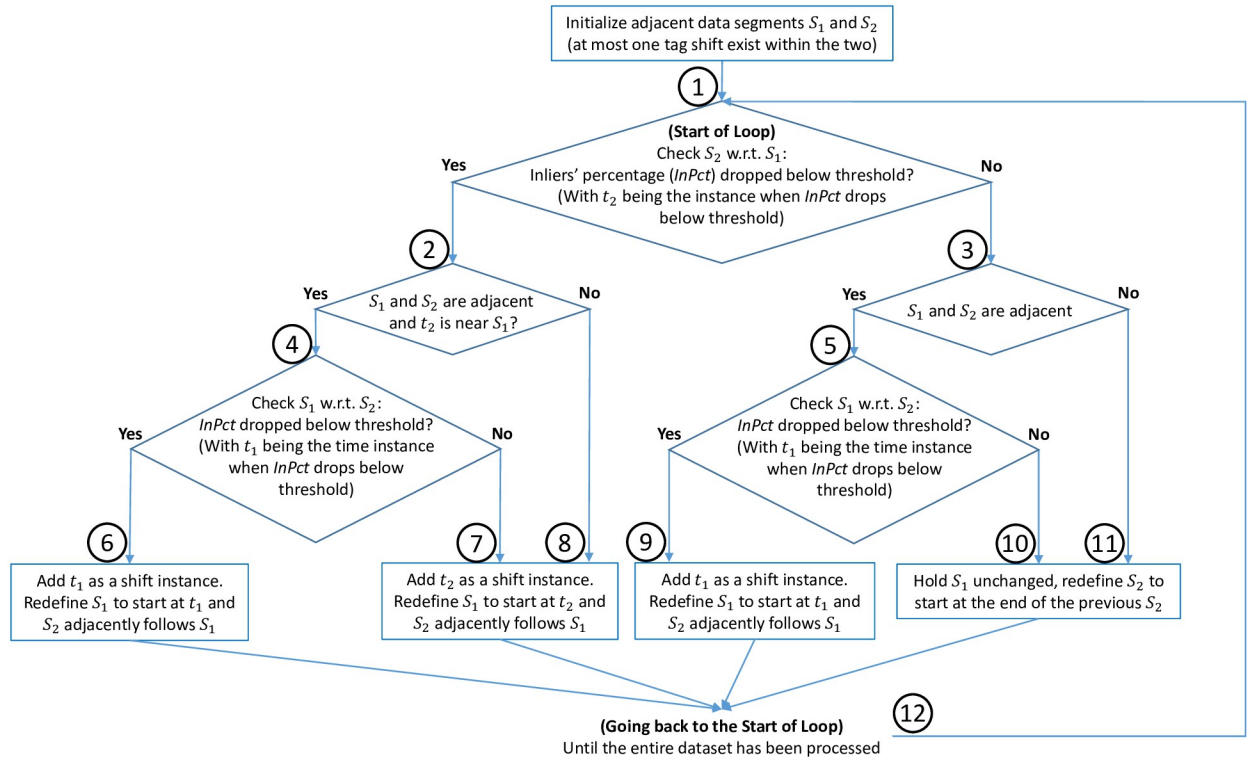 Initialize adjacent data segments S₁ and S₂
(at most one tag shift exist within the two)
1
(Start of Loop)
Check S₂ w.r.t. S₁:
Inliers’ percentage (InPct) dropped below threshold?
(With t₂ being the instance when InPct drops
below threshold)
Yes
No
2
S₁ and S₂ are adjacent
and t₂ is near S₁?
Yes
No
3
S₁ and S₂ are adjacent
Yes
No
4
Check S₁ w.r.t. S₂:
InPct dropped below threshold?
(With t₁ being the time instance
when InPct drops below
threshold)
Yes
No
5
Check S₁ w.r.t. S₂:
InPct dropped below threshold?
(With t₁ being the time instance
when InPct drops below
threshold)
Yes
No
6
Add t₁ as a shift instance.
Redefine S₁ to start at t₁ and
S₂ adjacently follows S₁
7
8
Add t₂ as a shift instance.
Redefine S₁ to start at t₂ and
S₂ adjacently follows S₁
9
Add t₁ as a shift instance.
Redefine S₁ to start at t₁ and
S₂ adjacently follows S₁
10
11
Hold S₁ unchanged, redefine S₂ to
start at the end of the previous S₂
12
(Going back to the Start of Loop)
Until the entire dataset has been processed